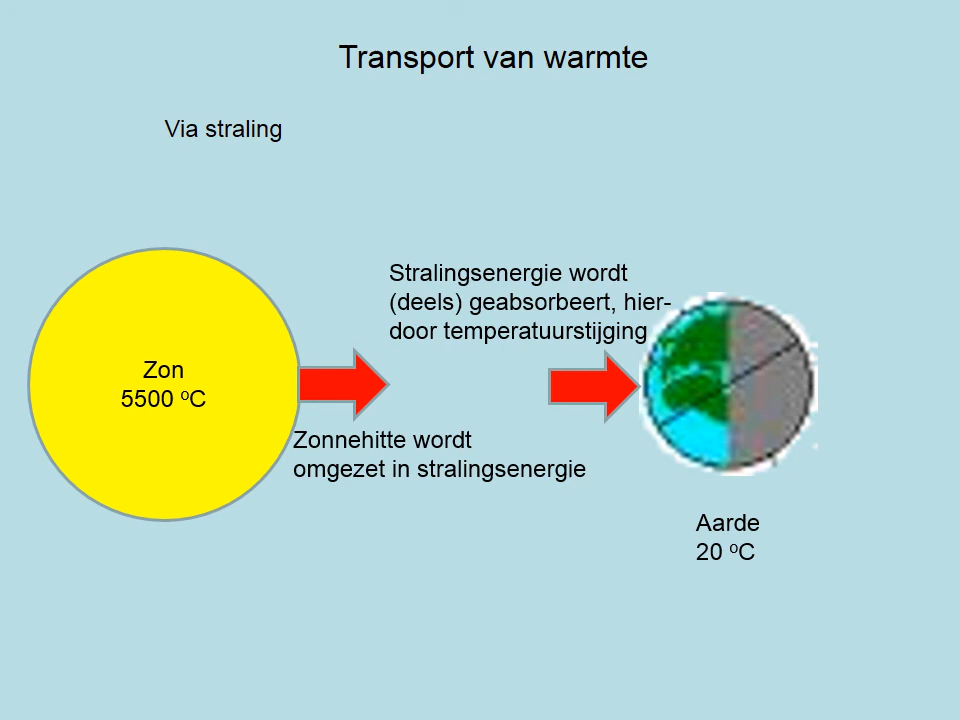 Transport van warmte
Via straling
Stralingsenergie wordt
(deels) geabsorbeert, hier-
door temperatuurstijging
Zon
5500 ºC
Zonnehitte wordt
omgezet in stralingsenergie
Aarde
20 ºC